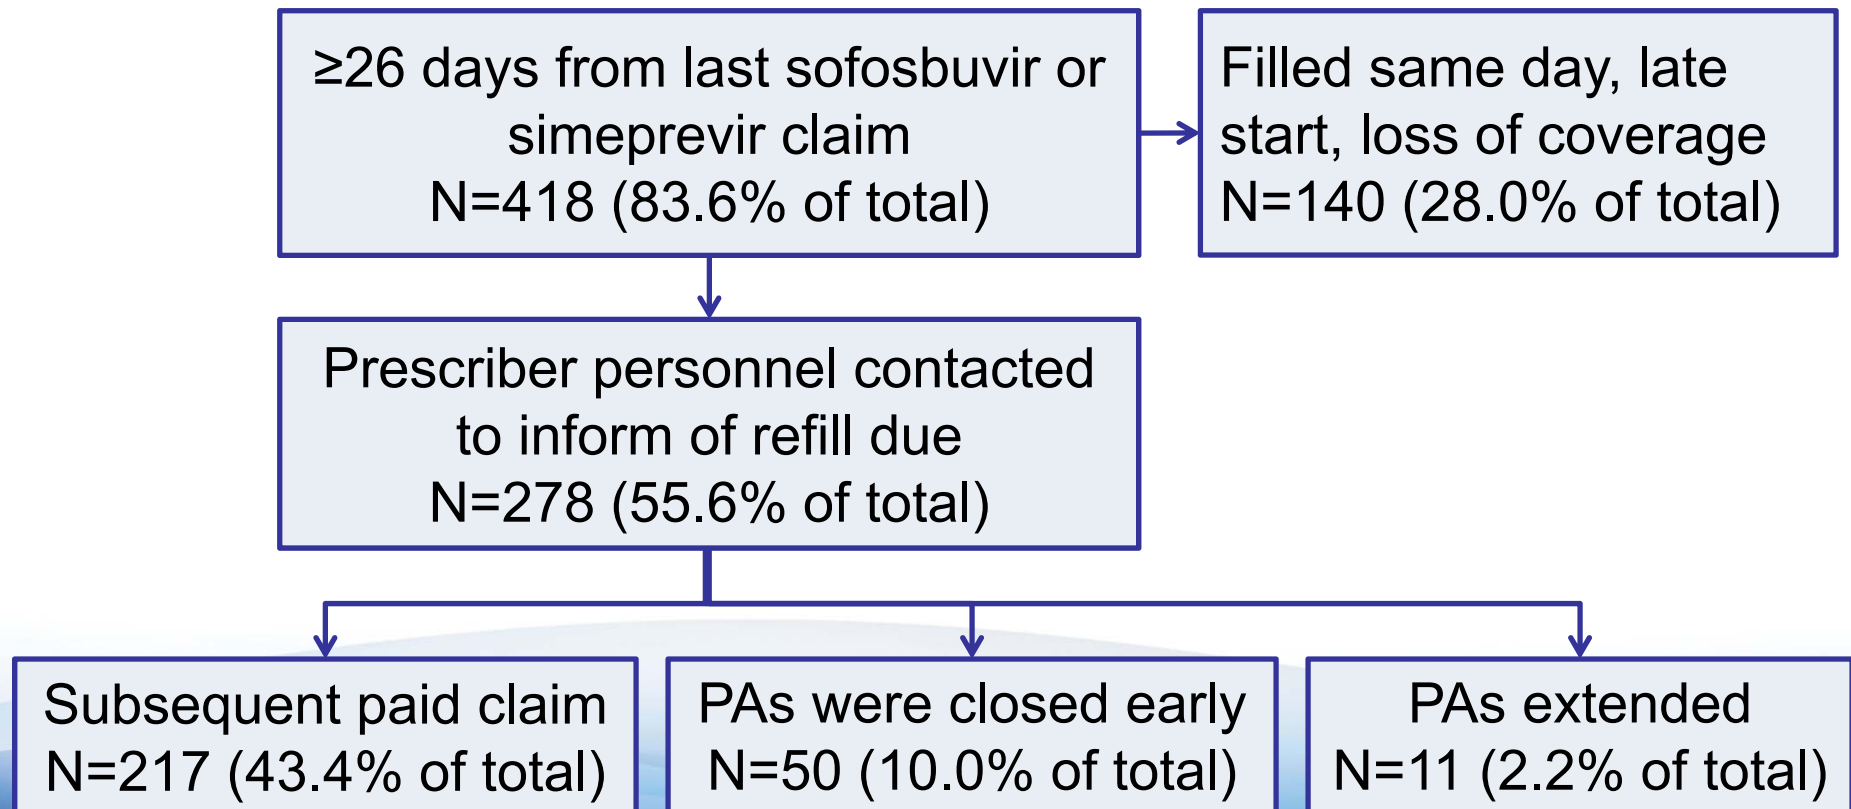 ≥26 days from last sofosbuvir or
simeprevir claim
N=418 (83.6% of total)
Filled same day, late
start, loss of coverage
N=140 (28.0% of total)
Prescriber personnel contacted
to inform of refill due
N=278 (55.6% of total)
Subsequent paid claim
N=217 (43.4% of total)
PAs were closed early
N=50 (10.0% of total)
PAs extended
N=11 (2.2% of total)